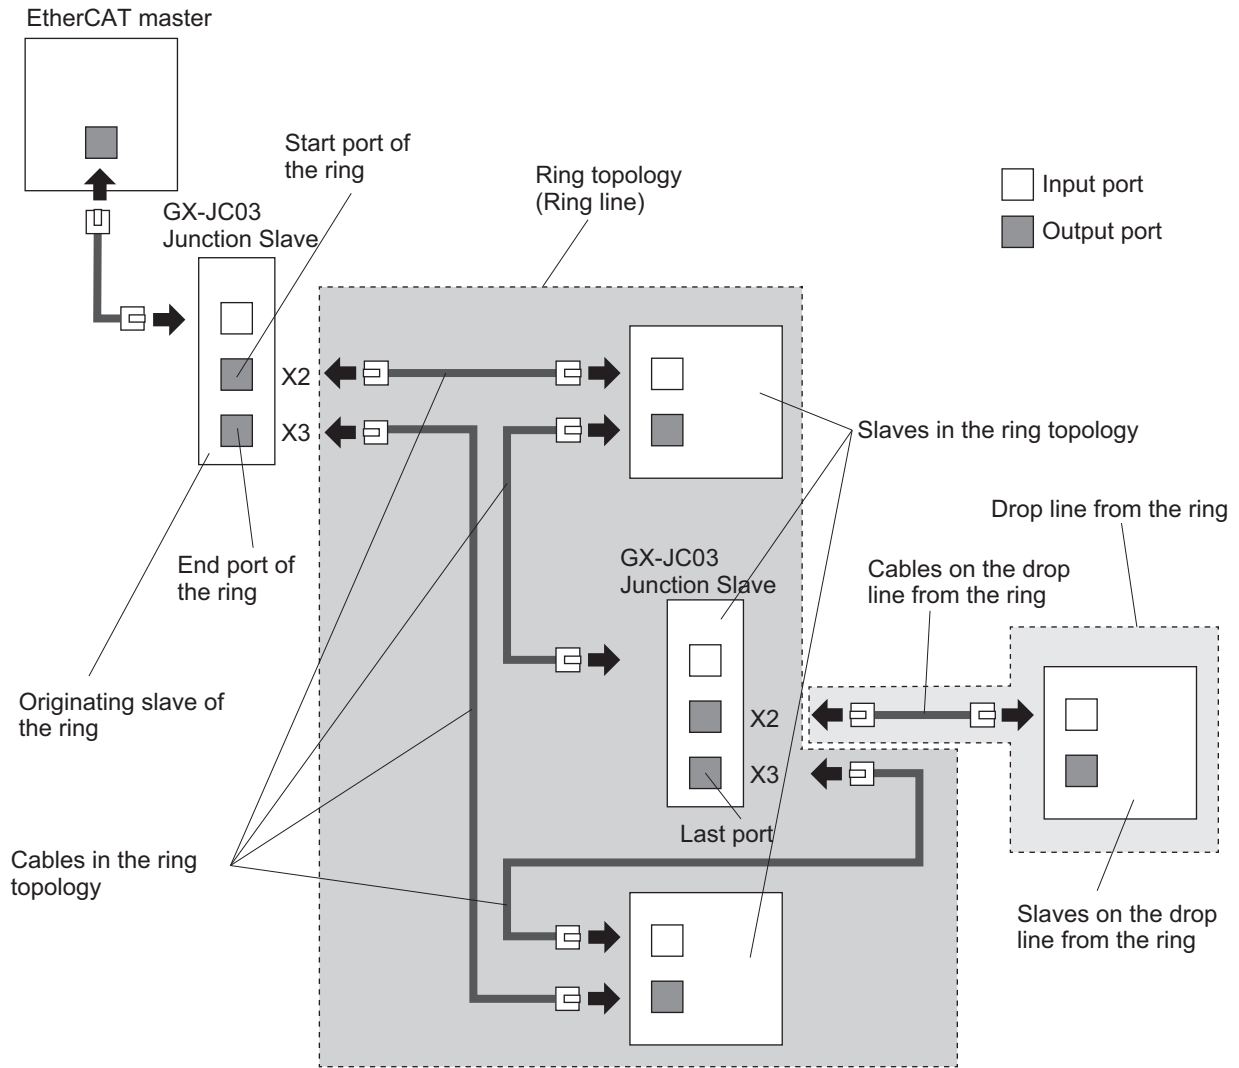 EtherCAT master
Start port of
the ring
Ring topology
(Ring line)
Input port
Output port
GX-JC03
Junction Slave
X2
X3
Slaves in the ring topology
Drop line from the ring
End port of
the ring
GX-JC03
Junction Slave
Cables on the drop
line from the ring
Originating slave of
the ring
X2
X3
Last port
Cables in the ring
topology
Slaves on the drop
line from the ring